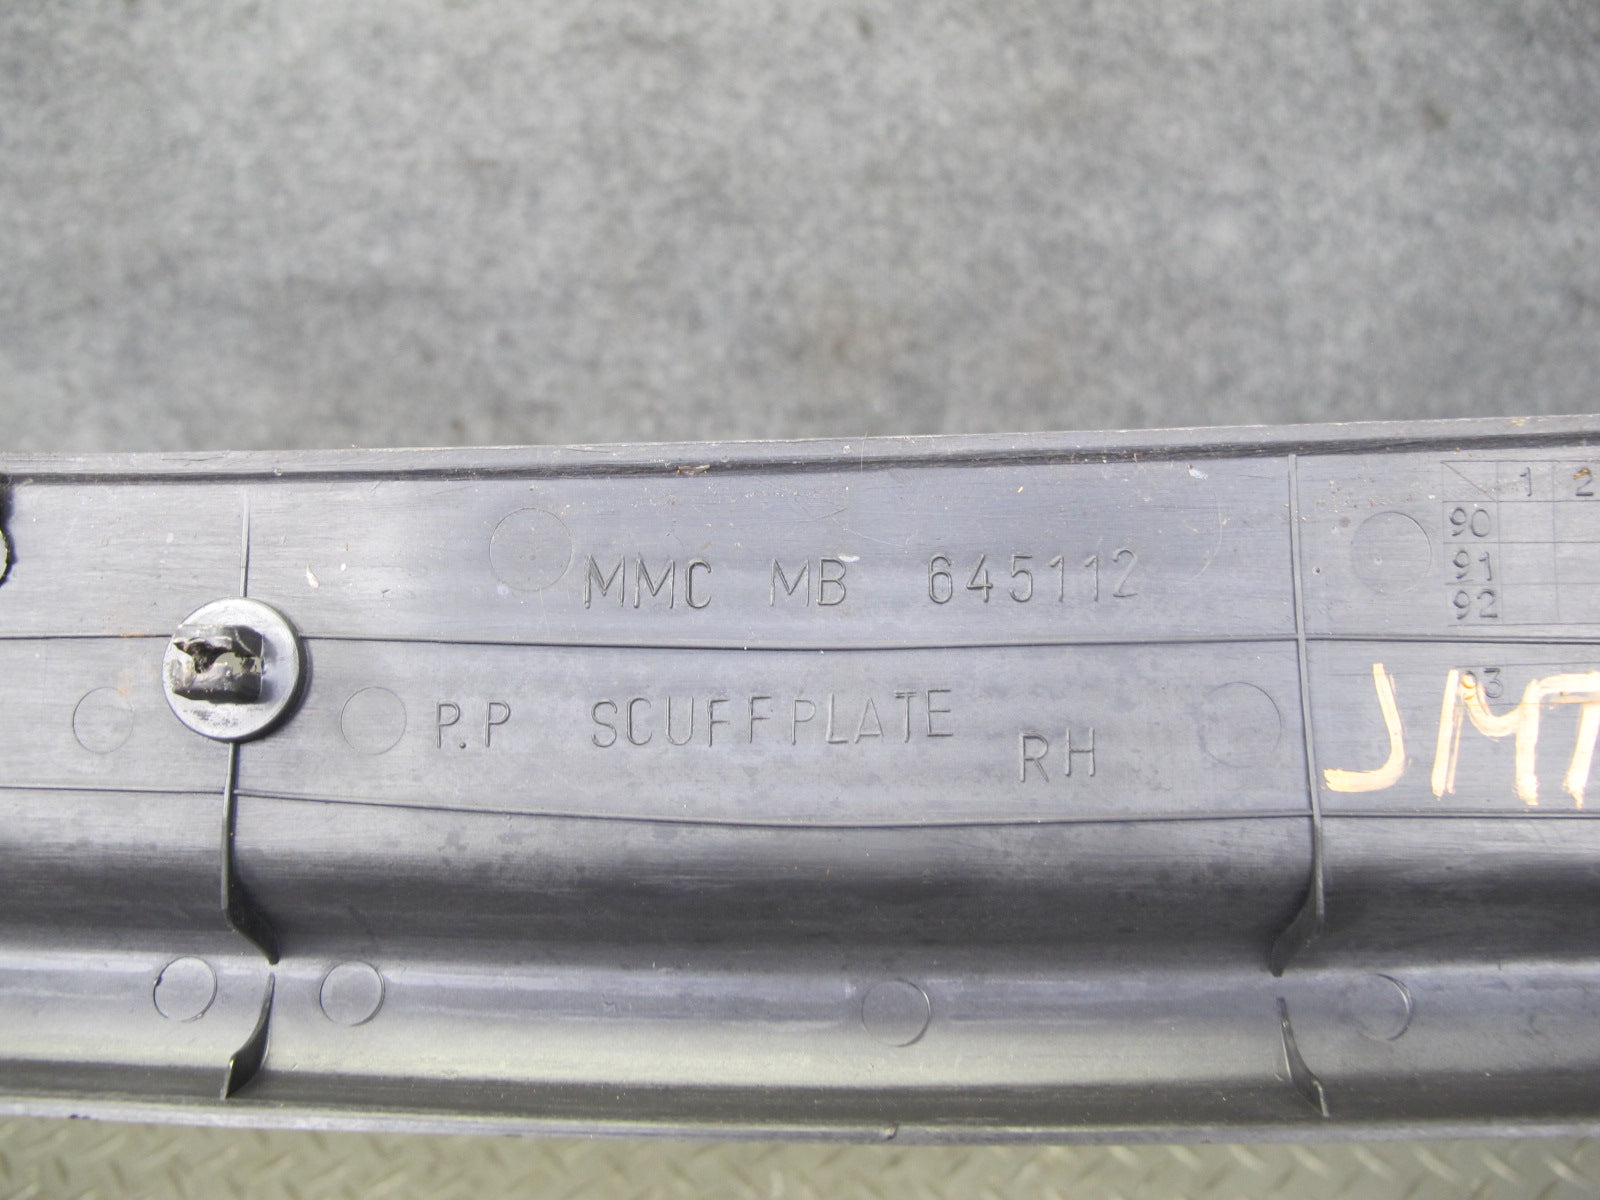 MMC MB 645112
P.P SCUFFPLATE
RH
1 2
90
91
92
93
JMT